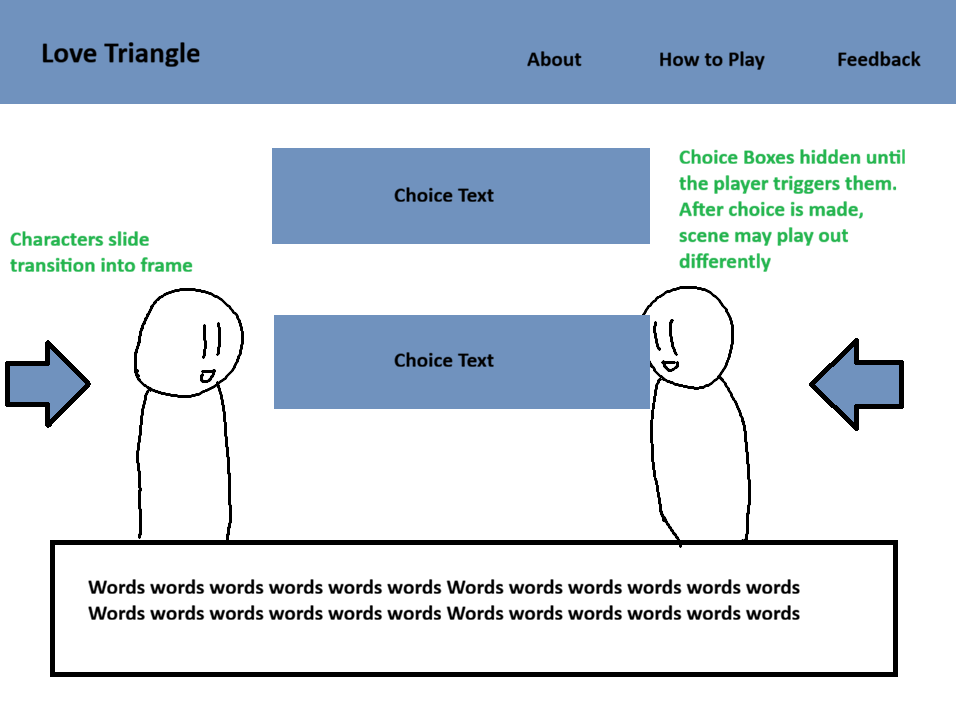 Love Triangle
About
How to Play
Feedback
Choice Text
Choice Boxes hidden until
the player triggers them.
After choice is made,
scene may play out
differently
Characters slide
transition into frame
Choice Text
Words words words words words words Words words words words words words
Words words words words words words Words words words words words words